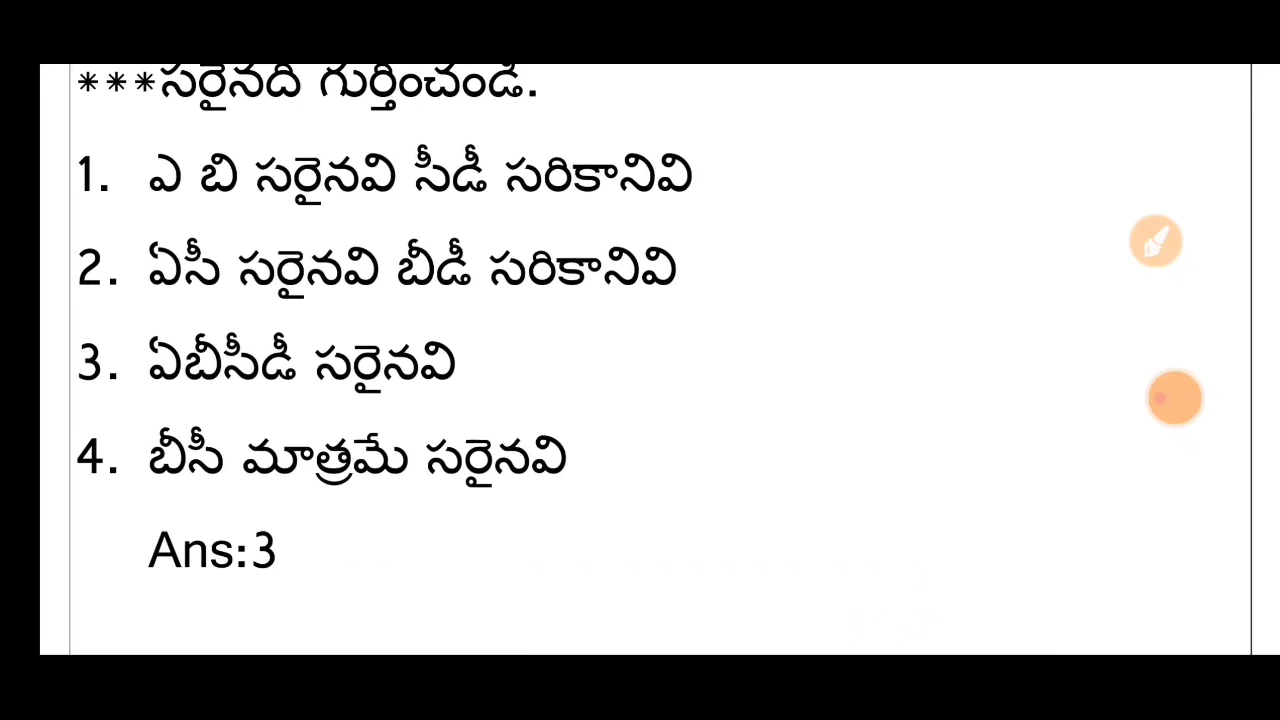 ***సరైనది గుర్తించండి.
1. ఎ బి సరైనవి సీడీ సరికానివి
2. ఏసీ సరైనవి బీడీ సరికానివి
3. ఏబీసీడీ సరైనవి
4. బీసీ మాత్రమే సరైనవి
Ans:3